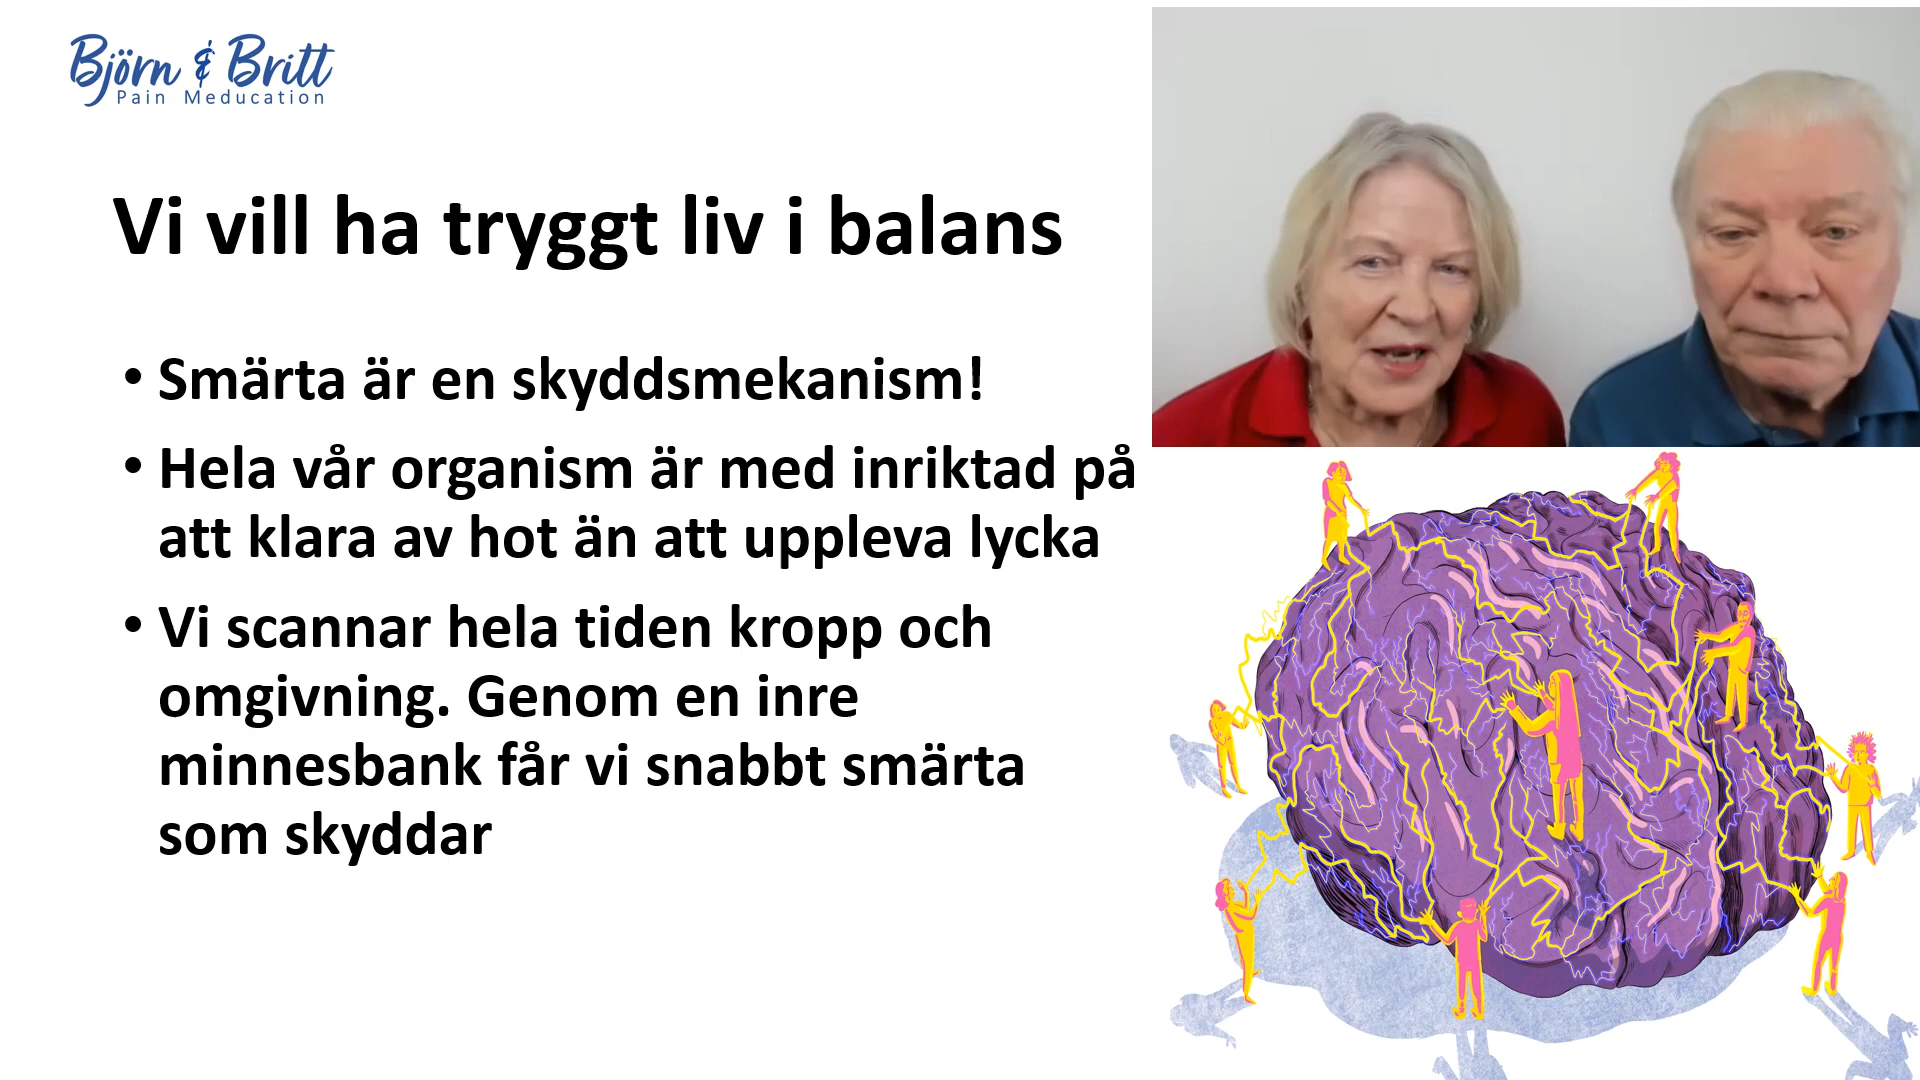 Björn & Britt
Pain Meducation
Vi vill ha tryggt liv i balans
• Smärta är en skyddsmekanism!
• Hela vår organism är med inriktad på
att klara av hot än att uppleva lycka
• Vi scannar hela tiden kropp och
omgivning. Genom en inre
minnesbank får vi snabbt smärta
som skyddar